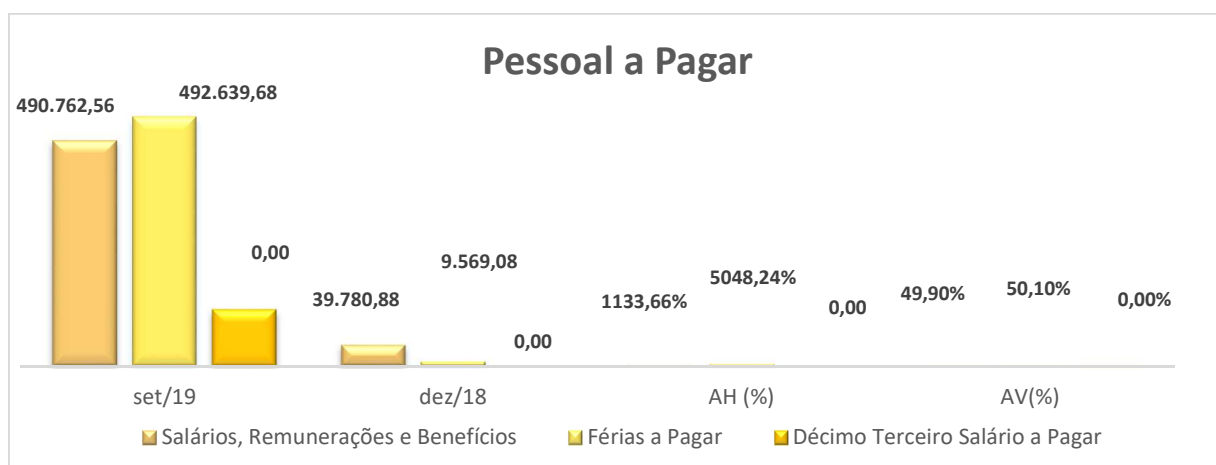 Pessoal a Pagar
490.762,56
492.639,68
0,00
39.780,88
9.569,08
0,00
1133,66%
5048,24%
0,00
49,90%
50,10%
0,00%
set/19
dez/18
AH (%)
AV(%)
Salários, Remunerações e Benefícios
Férias a Pagar
Décimo Terceiro Salário a Pagar